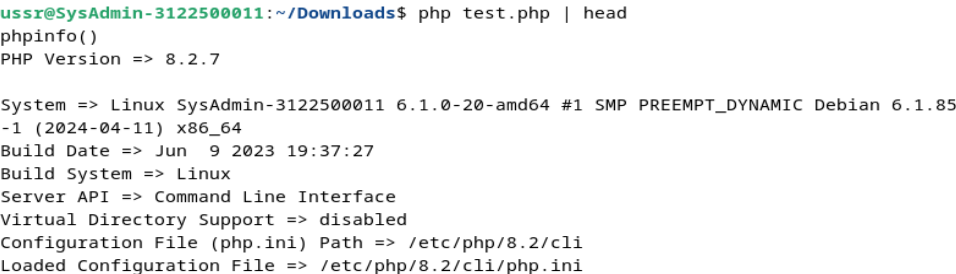 ussr@SysAdmin-3122500011:~/Downloads$ php test.php | head
phpinfo()
PHP Version => 8.2.7

System => Linux SysAdmin-3122500011 6.1.0-20-amd64 #1 SMP PREEMPT_DYNAMIC Debian 6.1.85
-1 (2024-04-11) x86_64
Build Date => Jun  9 2023 19:37:27
Build System => Linux
Server API => Command Line Interface
Virtual Directory Support => disabled
Configuration File (php.ini) Path => /etc/php/8.2/cli
Loaded Configuration File => /etc/php/8.2/cli/php.ini